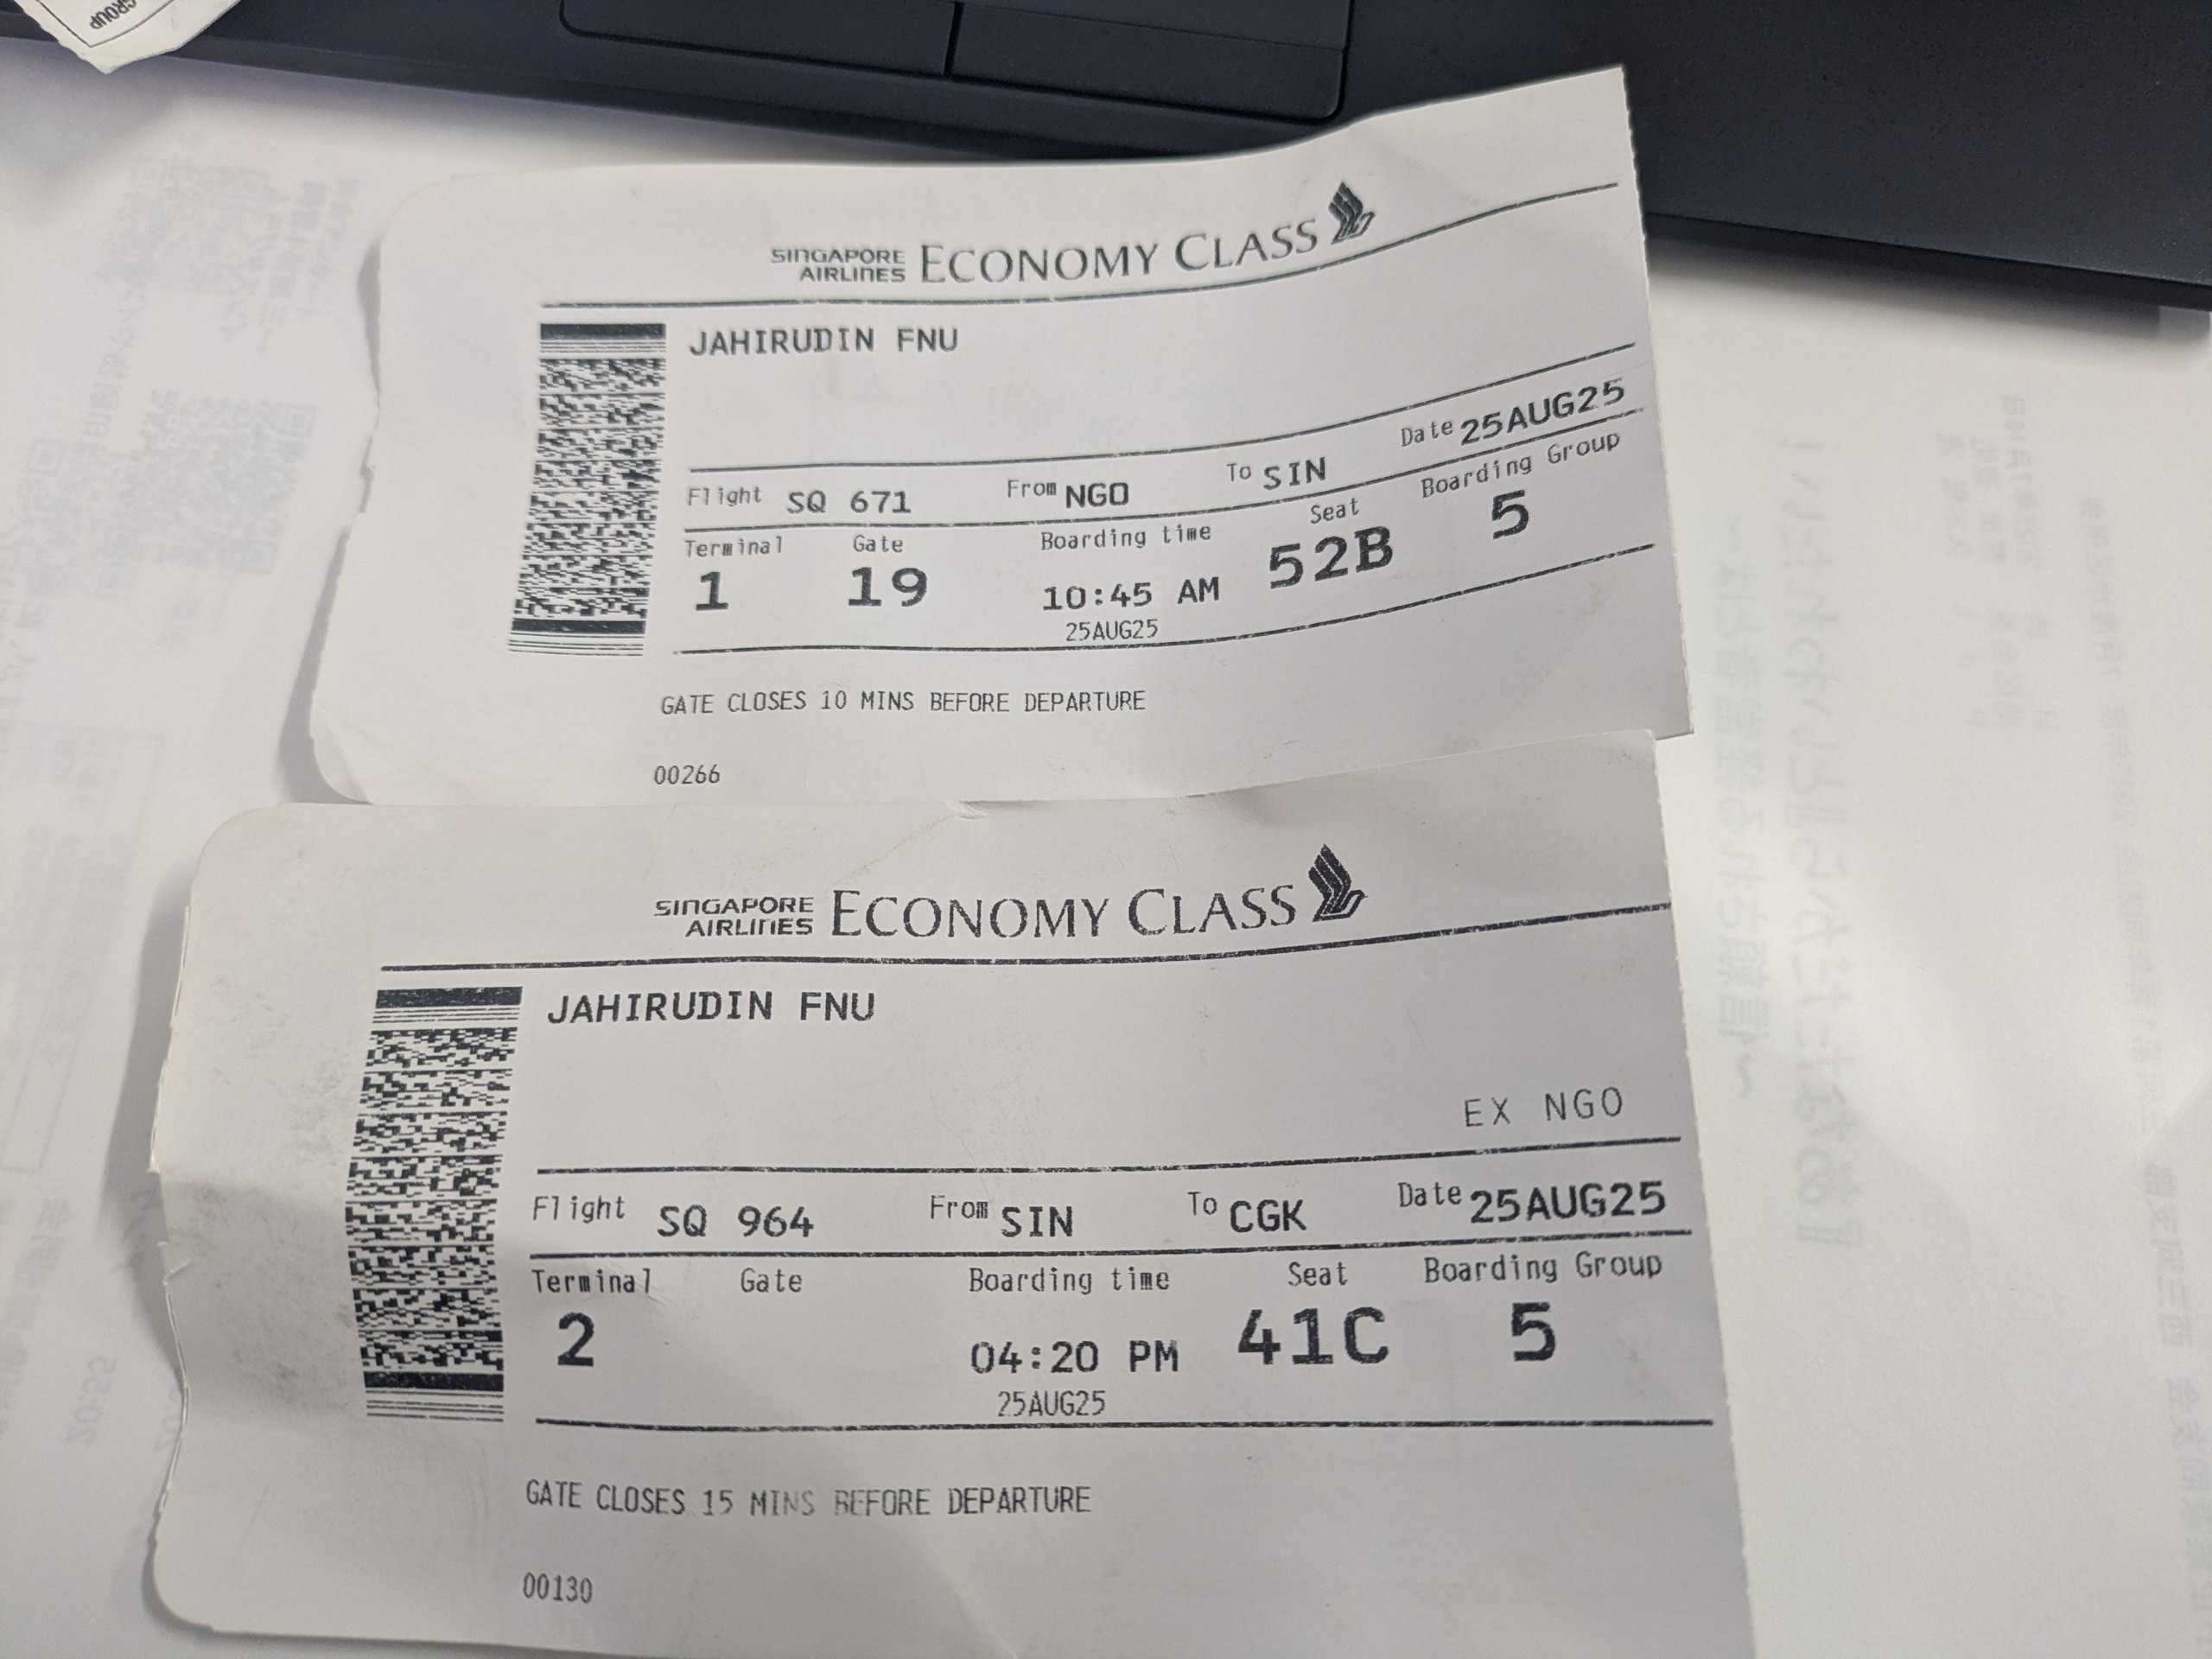 GROUP
SINGAPORE AIRLINES ECONOMY CLASS
JAHIRUDIN FNU
Flight SQ 671 From NGO To SIN Date 25AUG25
Terminal Gate Boarding time Seat Boarding Group
1 19 10:45 AM 52B 5
25AUG25
GATE CLOSES 10 MINS BEFORE DEPARTURE
00266
SINGAPORE AIRLINES ECONOMY CLASS
JAHIRUDIN FNU
EX NGO
Flight SQ 964 From SIN To CGK Date 25AUG25
Terminal Gate Boarding time Seat Boarding Group
2 04:20 PM 41C 5
25AUG25
GATE CLOSES 15 MINS BEFORE DEPARTURE
00130